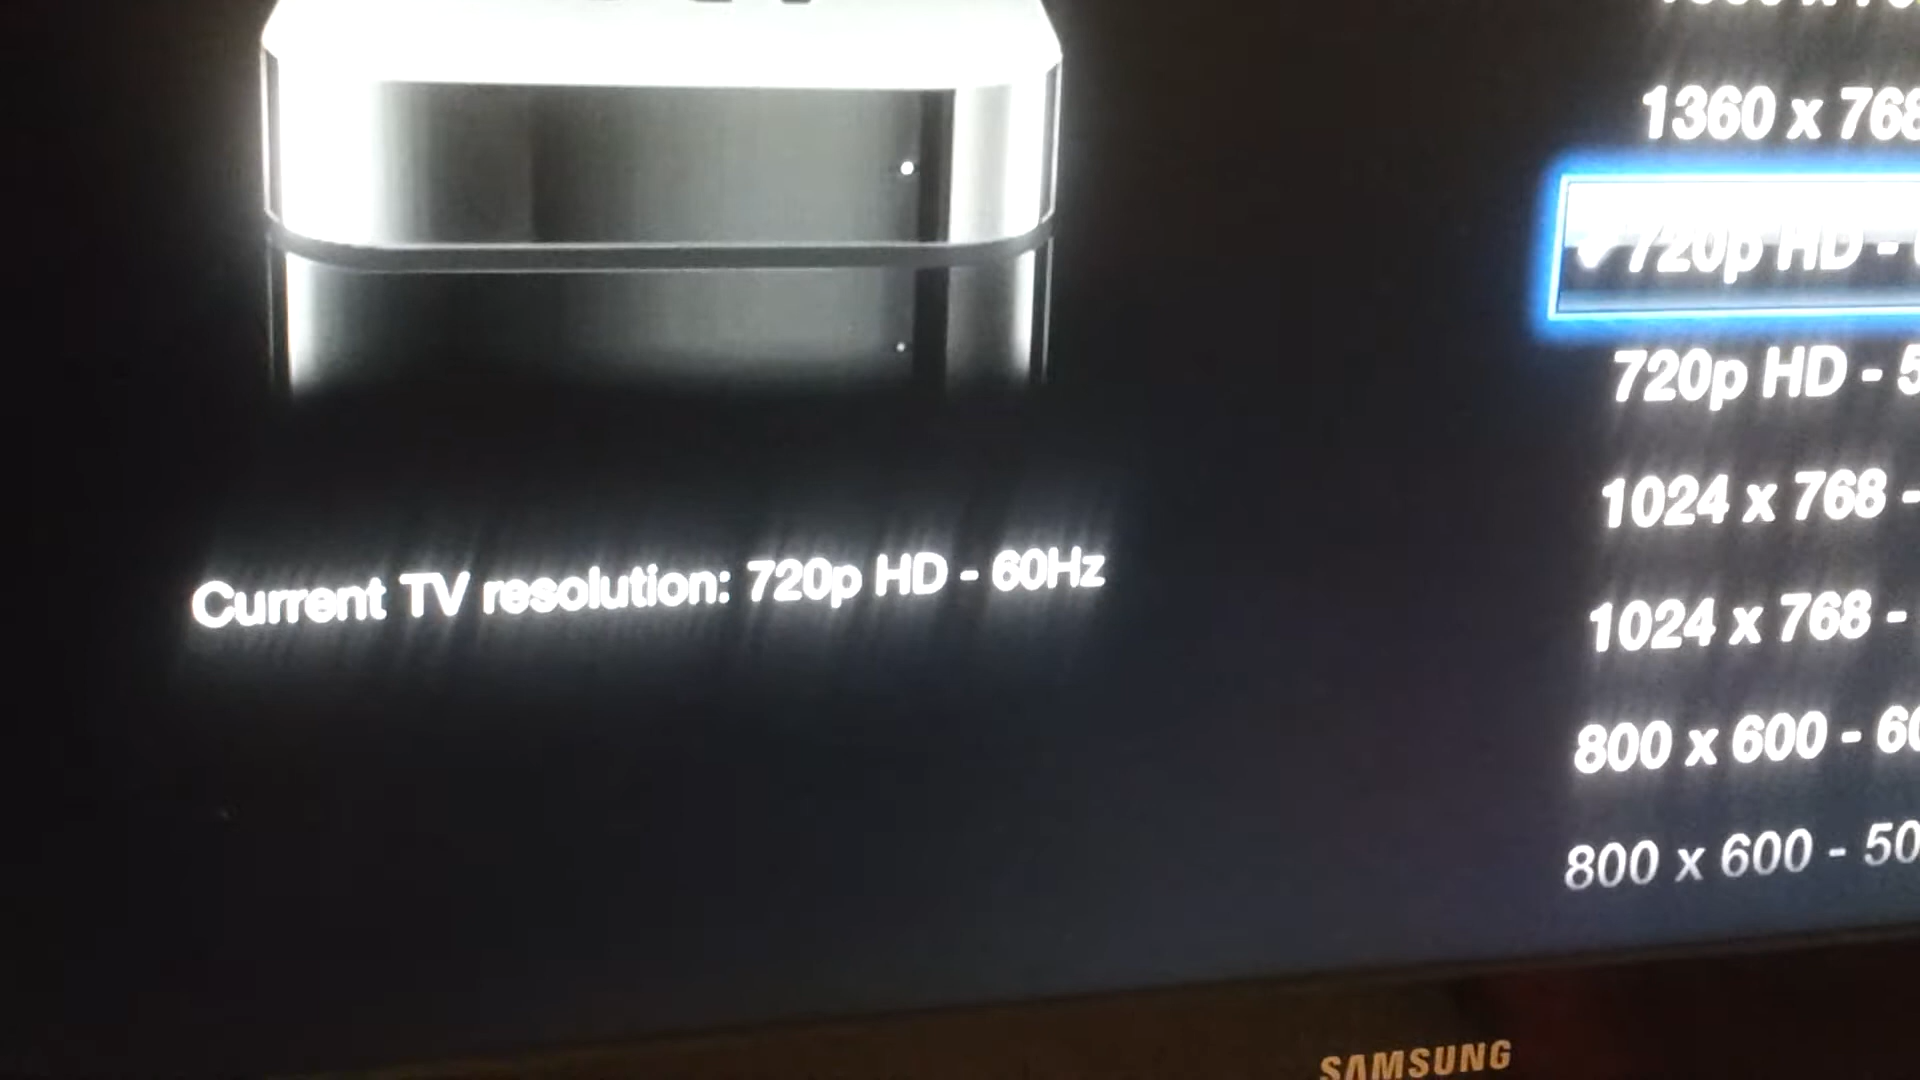 1360 x 768
720p HD -
720p HD - 5
1024 x 768 -
1024 x 768 -
800 x 600 - 60
800 x 600 - 50
Current TV resolution: 720p HD - 60Hz
SAMSUNG